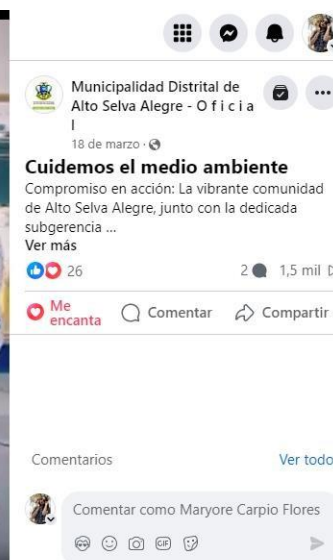 Municipalidad Distrital de
Alto Selva Alegre - O f i c i a
l
18 de marzo ·
Cuidemos el medio ambiente
Compromiso en acción: La vibrante comunidad
de Alto Selva Alegre, junto con la dedicada
subgerencia ...
Ver más
26 2 1,5 mil
Me
encanta Comentar Compartir
Comentarios Ver todo
Comentar como Maryore Carpio Flores
GIF